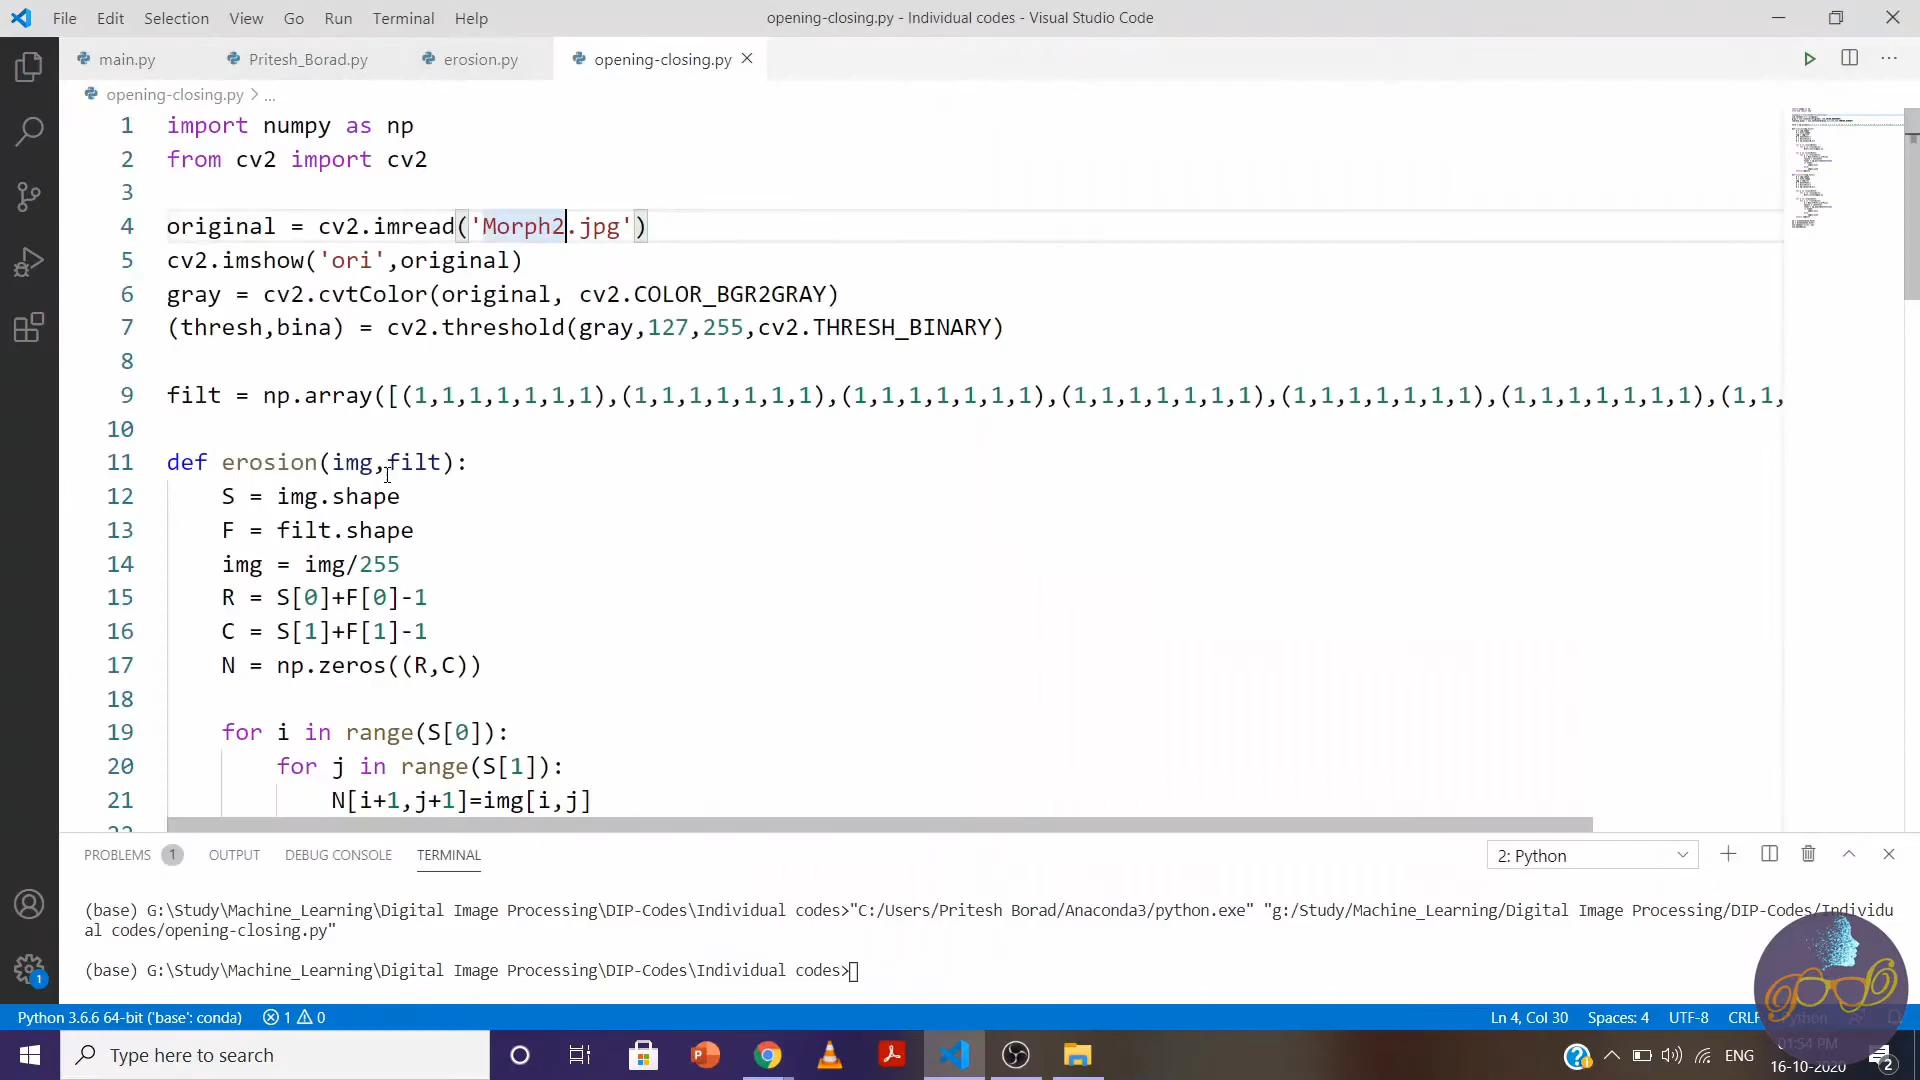 File Edit Selection View Go Run Terminal Help
opening-closing.py - Individual codes - Visual Studio Code
main.py
Pritesh_Borad.py
erosion.py
opening-closing.py
opening-closing.py > ...
1 import numpy as np
2 from cv2 import cv2
3
4 original = cv2.imread('Morph2.jpg')
5 cv2.imshow('ori',original)
6 gray = cv2.cvtColor(original, cv2.COLOR_BGR2GRAY)
7 (thresh,bina) = cv2.threshold(gray,127,255,cv2.THRESH_BINARY)
8
9 filt = np.array([(1,1,1,1,1,1,1),(1,1,1,1,1,1,1),(1,1,1,1,1,1,1),(1,1,1,1,1,1,1),(1,1,1,1,1,1,1),(1,1,1,1,1,1,1),(1,1,
10
11 def erosion(img,filt):
12 S = img.shape
13 F = filt.shape
14 img = img/255
15 R = S[0]+F[0]-1
16 C = S[1]+F[1]-1
17 N = np.zeros((R,C))
18
19 for i in range(S[0]):
20 for j in range(S[1]):
21 N[i+1,j+1]=img[i,j]
PROBLEMS 1 OUTPUT DEBUG CONSOLE TERMINAL
2: Python
(base) G:\Study\Machine_Learning\Digital Image Processing\DIP-Codes\Individual codes>"C:/Users/Pritesh Borad/Anaconda3/python.exe" "g:/Study/Machine_Learning/Digital Image Processing/DIP-Codes/Individu
al codes/opening-closing.py"
(base) G:\Study\Machine_Learning\Digital Image Processing\DIP-Codes\Individual codes>
Python 3.6.6 64-bit ('base': conda) 1 0
Ln 4, Col 30 Spaces: 4 UTF-8 CRLF Python
Type here to search
ENG
01:54 PM
16-10-2020
2